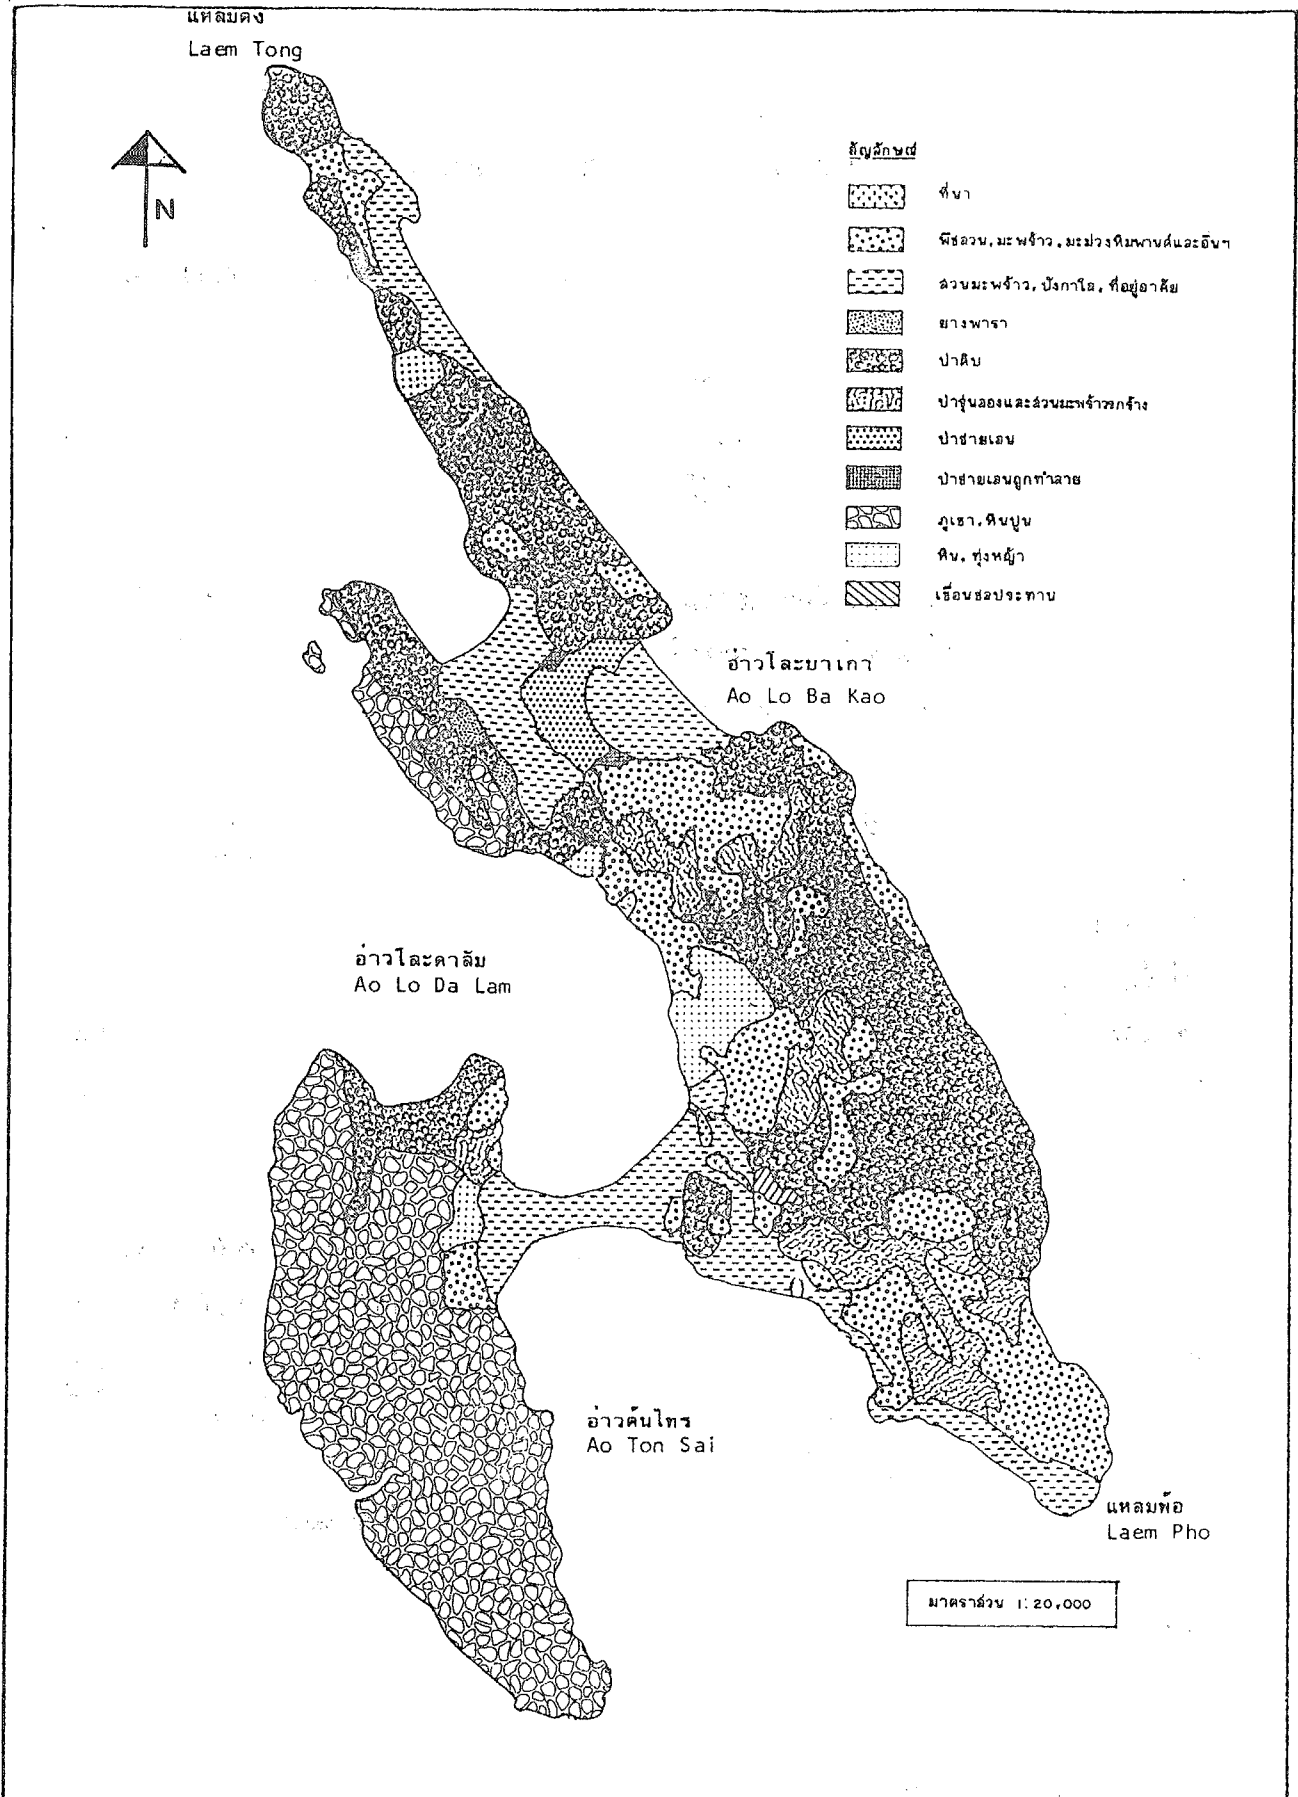 แหลมตง
Laem Tong
N
สัญลักษณ์
ที่นา
พืชสวน, มะพร้าว, มะม่วงหิมพานต์และอื่นๆ
สวนมะพร้าว, บังกาโล, ที่อยู่อาศัย
ยางพารา
ป่าดิบ
ป่ารุ่นสองและสวนมะพร้าวรกร้าง
ป่าชายเลน
ป่าชายเลนถูกทำลาย
ภูเขา, หินปูน
หิน, ทุ่งหญ้า
เขื่อนชลประทาน
อ่าวโละบาเกา
Ao Lo Ba Kao
อ่าวโละดาลัม
Ao Lo Da Lam
อ่าวต้นไทร
Ao Ton Sai
แหลมพ้อ
Laem Pho
มาตราส่วน 1:20,000